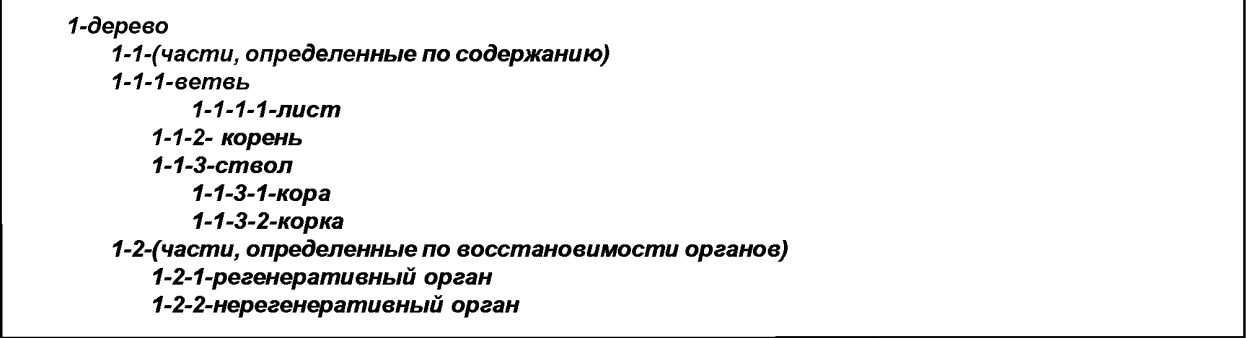 1-дерево
1-1-(части, определенные по содержанию)
1-1-1-ветвь
1-1-1-1-лист
1-1-2- корень
1-1-3-ствол
1-1-3-1-кора
1-1-3-2-корка
1-2-(части, определенные по восстановимости органов)
1-2-1-регенеративный орган
1-2-2-нерегенеративный орган